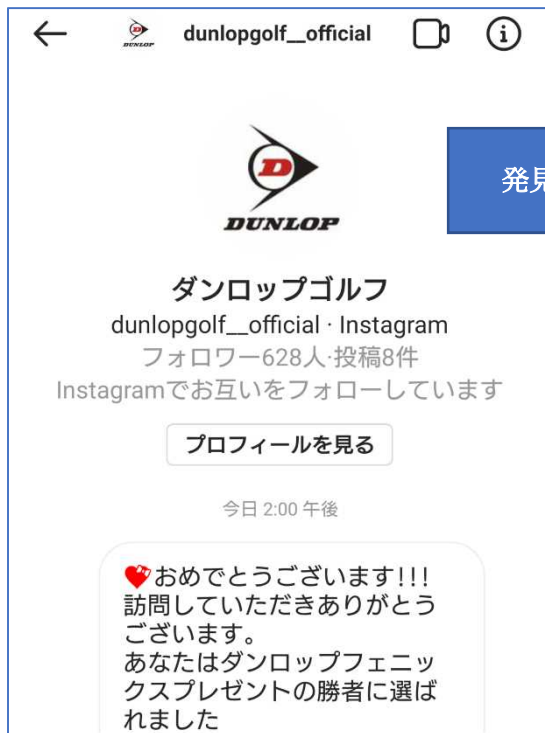 dunlopgolf__official
DUNLOP
D
DUNLOP
発見
ダンロップゴルフ
dunlopgolf__official · Instagram
フォロワー628人·投稿8件
Instagramでお互いをフォローしています
プロフィールを見る
今日 2:00 午後
おめでとうございます!!!
訪問していただきありがとう
ございます。
あなたはダンロップフェニッ
クスプレゼントの勝者に選ば
れました